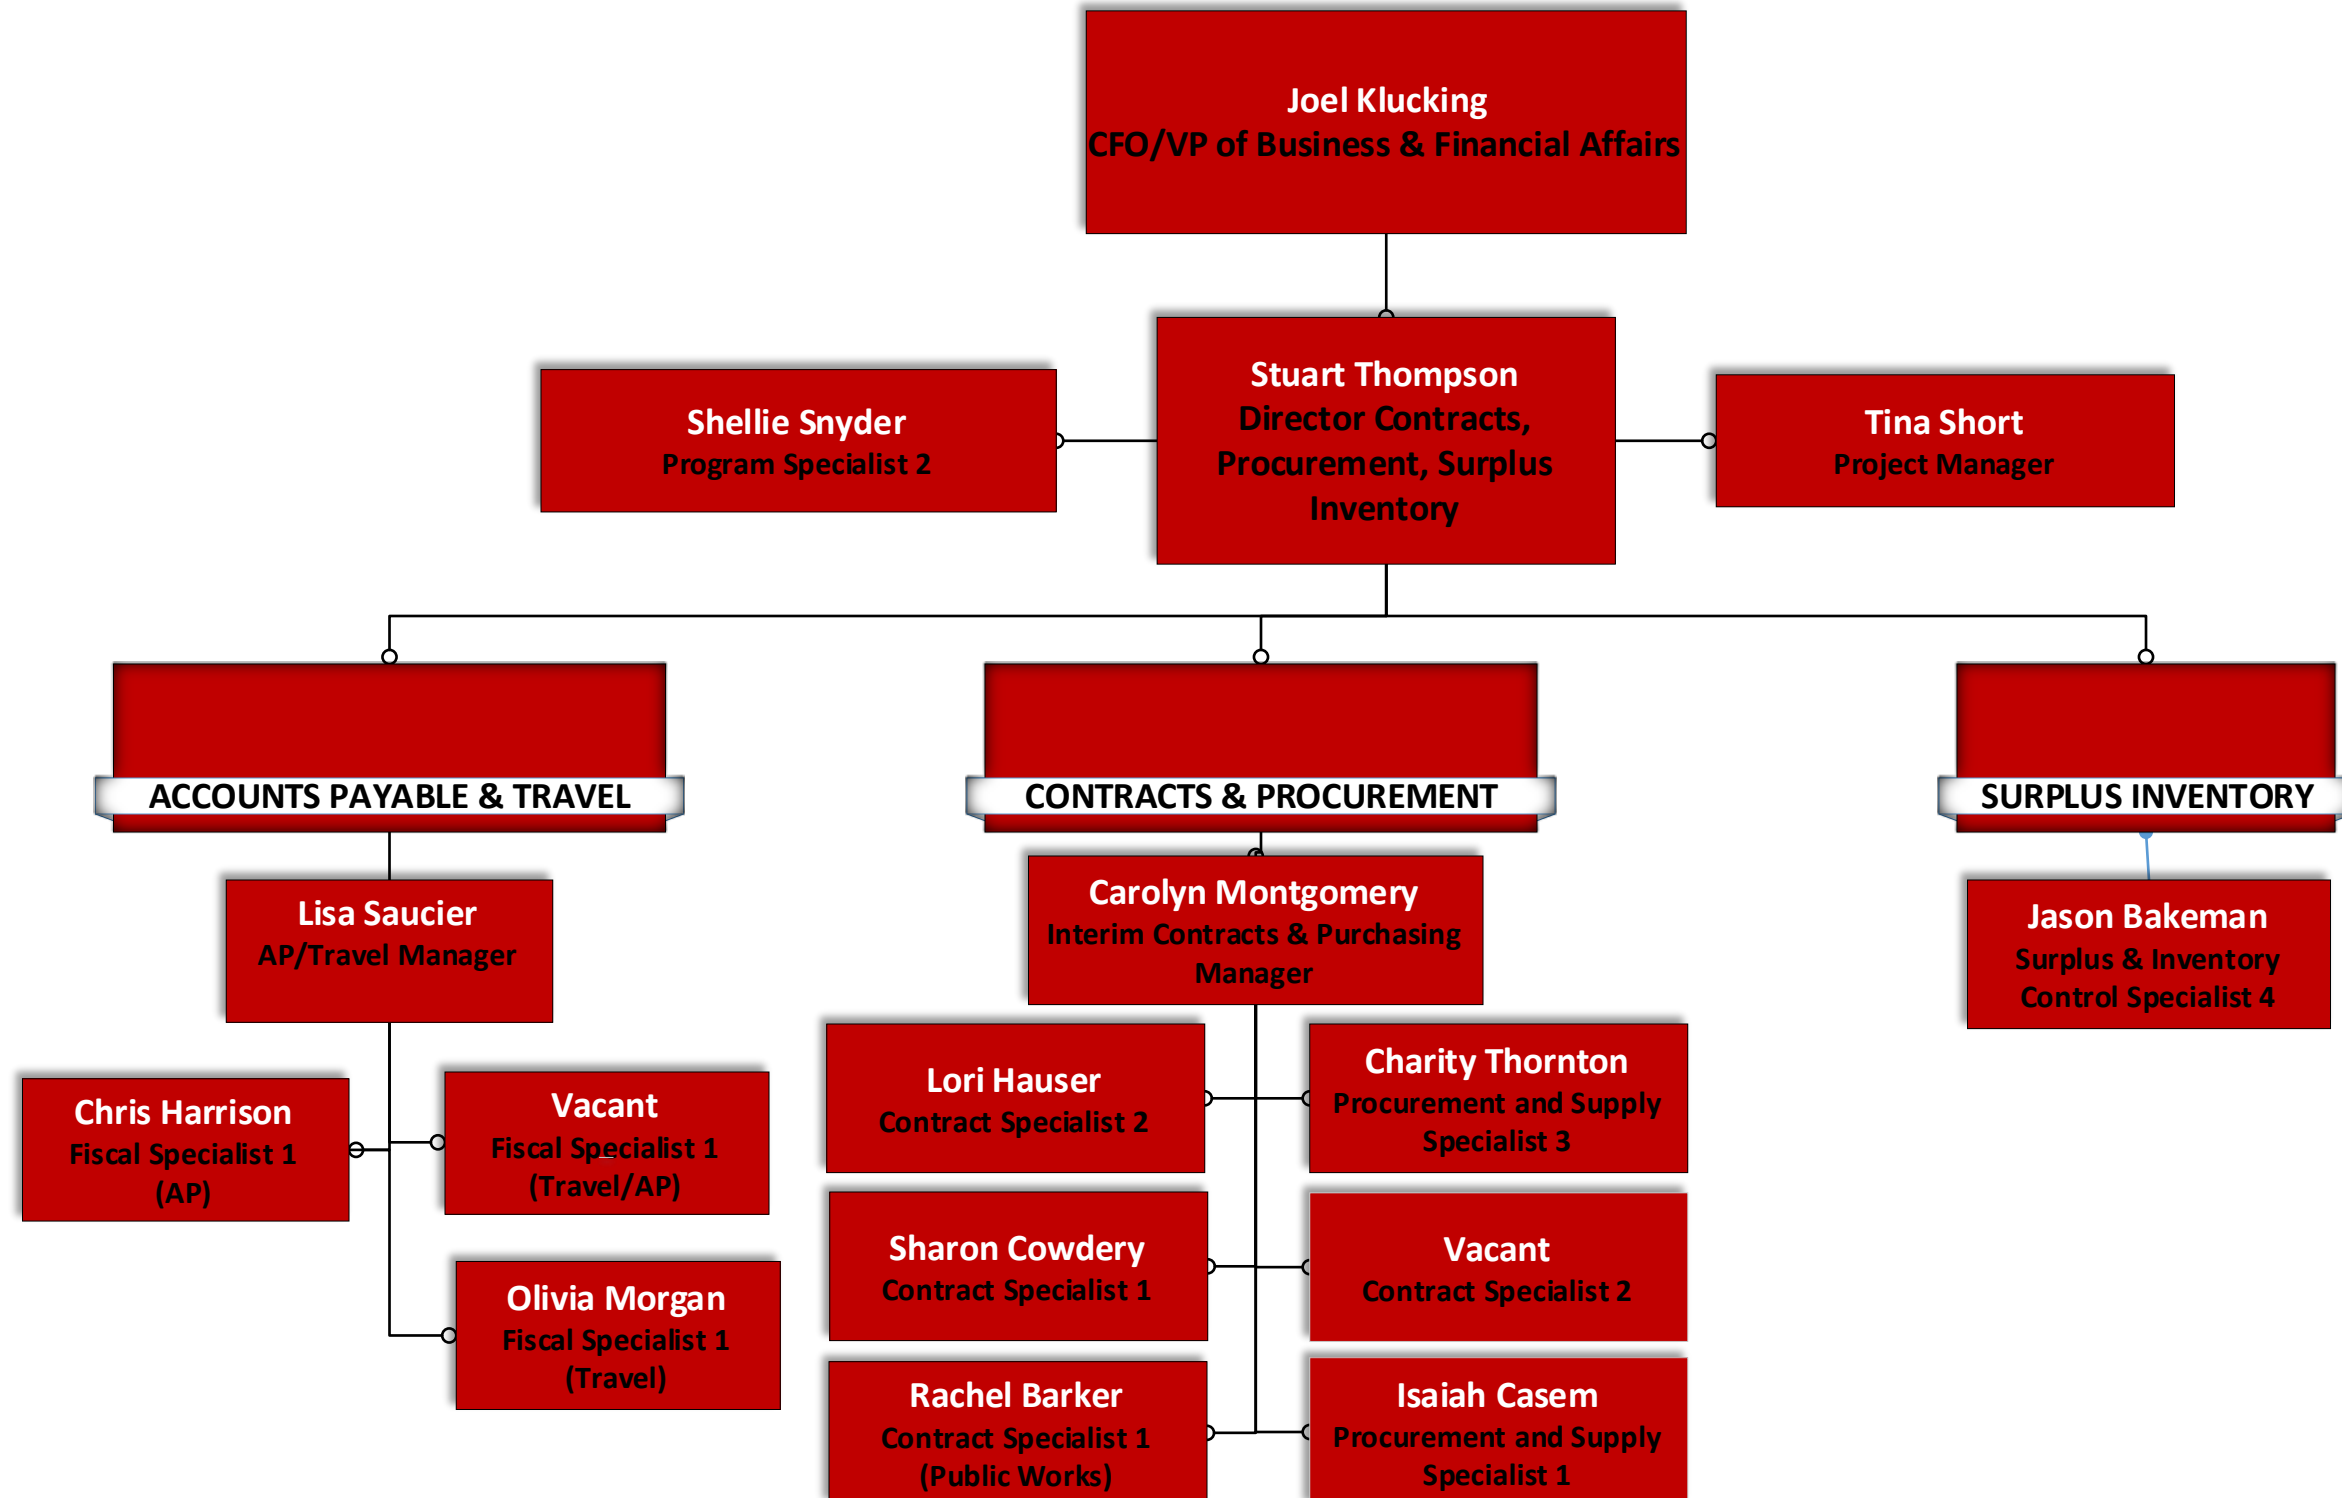 Joel Klucking
CFO/VP of Business & Financial Affairs
Shellie Snyder
Program Specialist 2
Stuart Thompson
Director Contracts,
Procurement, Surplus
Inventory
Tina Short
Project Manager
ACCOUNTS PAYABLE & TRAVEL
CONTRACTS & PROCUREMENT
SURPLUS INVENTORY
Lisa Saucier
AP/Travel Manager
Carolyn Montgomery
Interim Contracts & Purchasing
Manager
Jason Bakeman
Surplus & Inventory
Control Specialist 4
Chris Harrison
Fiscal Specialist 1
(AP)
Vacant
Fiscal Specialist 1
(Travel/AP)
Olivia Morgan
Fiscal Specialist 1
(Travel)
Lori Hauser
Contract Specialist 2
Charity Thornton
Procurement and Supply
Specialist 3
Sharon Cowdery
Contract Specialist 1
Vacant
Contract Specialist 2
Rachel Barker
Contract Specialist 1
(Public Works)
Isaiah Casem
Procurement and Supply
Specialist 1